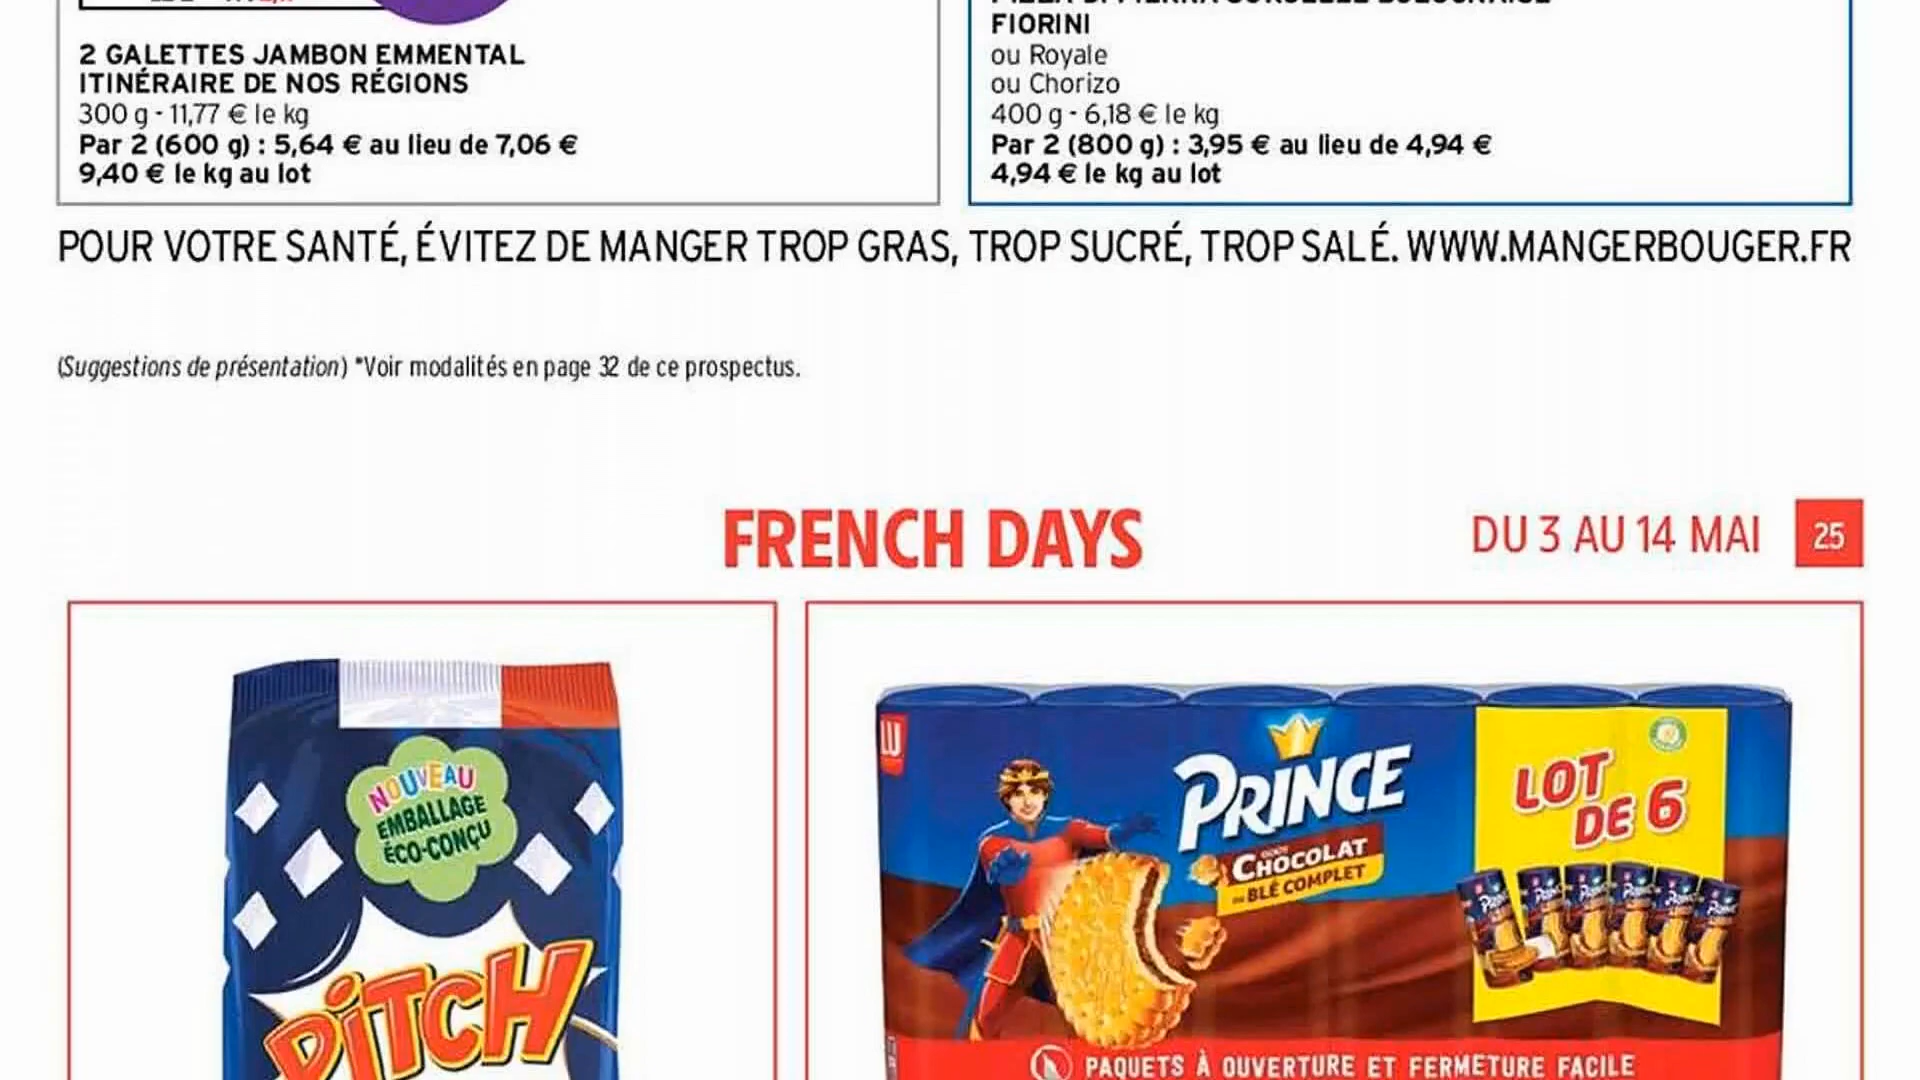 2 GALETTES JAMBON EMMENTAL
ITINÉRAIRE DE NOS RÉGIONS
300 g - 11,77 € le kg
Par 2 (600 g) : 5,64 € au lieu de 7,06 €
9,40 € le kg au lot
FIORINI
ou Royale
ou Chorizo
400 g - 6,18 € le kg
Par 2 (800 g) : 3,95 € au lieu de 4,94 €
4,94 € le kg au lot
POUR VOTRE SANTÉ, ÉVITEZ DE MANGER TROP GRAS, TROP SUCRÉ, TROP SALÉ. WWW.MANGERBOUGER.FR
(Suggestions de présentation) *Voir modalités en page 32 de ce prospectus.
FRENCH DAYS
DU 3 AU 14 MAI
25
NOUVEAU
EMBALLAGE
ÉCO-CONÇU
PITCH
LU
PRINCE
GOÛT
CHOCOLAT
AU BLÉ COMPLET
LOT
DE 6
PAQUETS À OUVERTURE ET FERMETURE FACILE